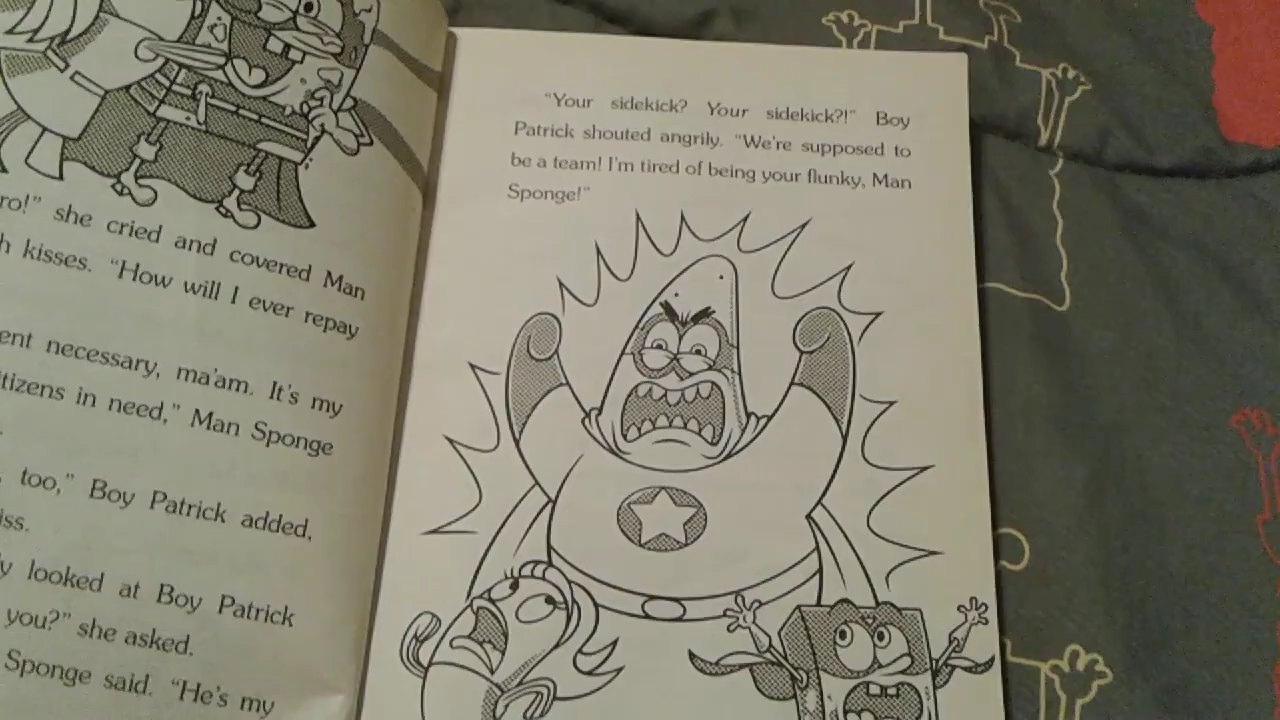 ro!" she cried and covered Man
h kisses. "How will I ever repay
ent necessary, ma'am. It's my
tizens in need," Man Sponge
, too," Boy Patrick added,
iss.
y looked at Boy Patrick
you?" she asked.
Sponge said. "He's my
"Your sidekick? Your sidekick?!" Boy
Patrick shouted angrily. "We're supposed to
be a team! I'm tired of being your flunky, Man
Sponge!"